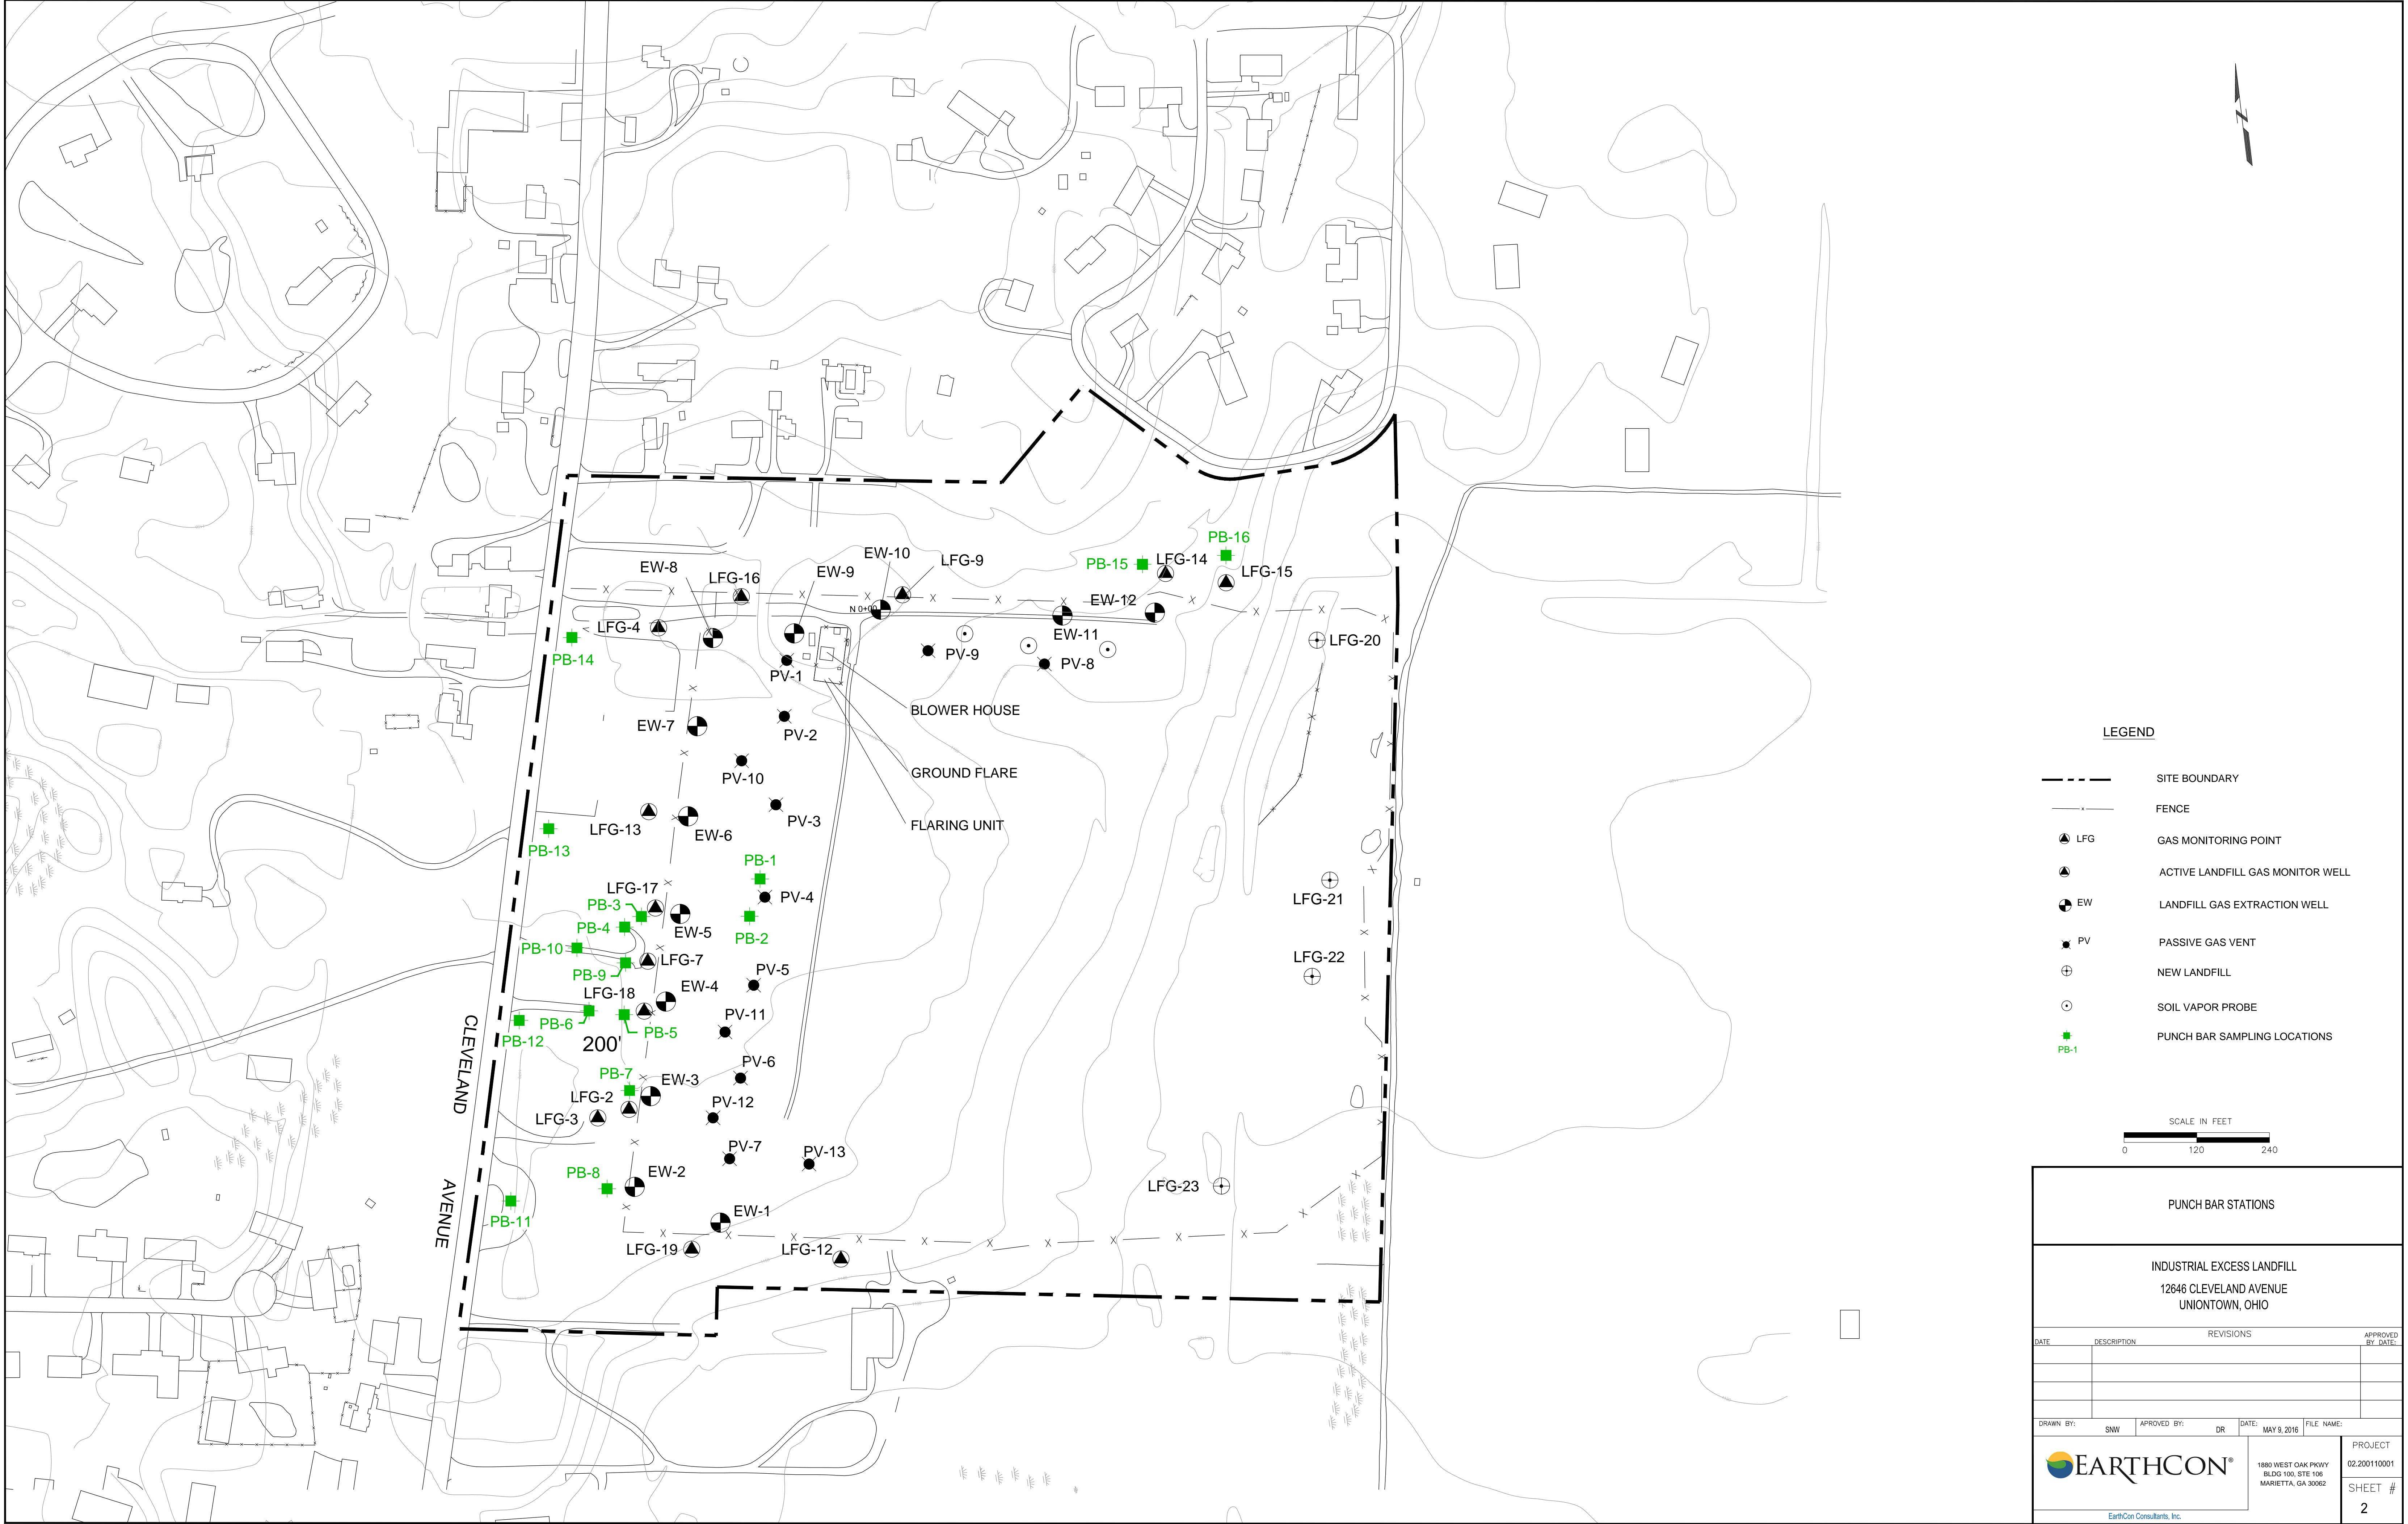 PB-16
EW-10
LFG-9
PB-15
LFG-14
EW-8
LFG-16
EW-9
LFG-15
N 0+00
EW-12
LFG-4
EW-11
LFG-20
PB-14
PV-9
PV-8
PV-1
BLOWER HOUSE
EW-7
PV-2
PV-10
GROUND FLARE
PV-3
FLARING UNIT
LFG-13
EW-6
PB-13
PB-1
LFG-17
PV-4
LFG-21
PB-3
PB-4
EW-5
PB-2
PB-10
LFG-7
LFG-22
PB-9
PV-5
LFG-18
EW-4
PV-11
PB-6
PB-5
PB-12
200'
CLEVELAND
PV-6
PB-7
EW-3
LFG-2
PV-12
LFG-3
PV-7
PV-13
PB-8
EW-2
LFG-23
AVENUE
PB-11
EW-1
LFG-19
LFG-12
N
LEGEND
SITE BOUNDARY
FENCE
LFG GAS MONITORING POINT
ACTIVE LANDFILL GAS MONITOR WELL
EW LANDFILL GAS EXTRACTION WELL
PV PASSIVE GAS VENT
NEW LANDFILL
SOIL VAPOR PROBE
PUNCH BAR SAMPLING LOCATIONS
PB-1
SCALE IN FEET
0 120 240
PUNCH BAR STATIONS
INDUSTRIAL EXCESS LANDFILL
12646 CLEVELAND AVENUE
UNIONTOWN, OHIO
REVISIONS
DATE DESCRIPTION APPROVED BY DATE:
DRAWN BY: SNW APROVED BY: DR DATE: MAY 9, 2016 FILE NAME:
EARTHCON®
1880 WEST OAK PKWY
BLDG 100, STE 106
MARIETTA, GA 30062
PROJECT
02.200110001
SHEET #
2
EarthCon Consultants, Inc.